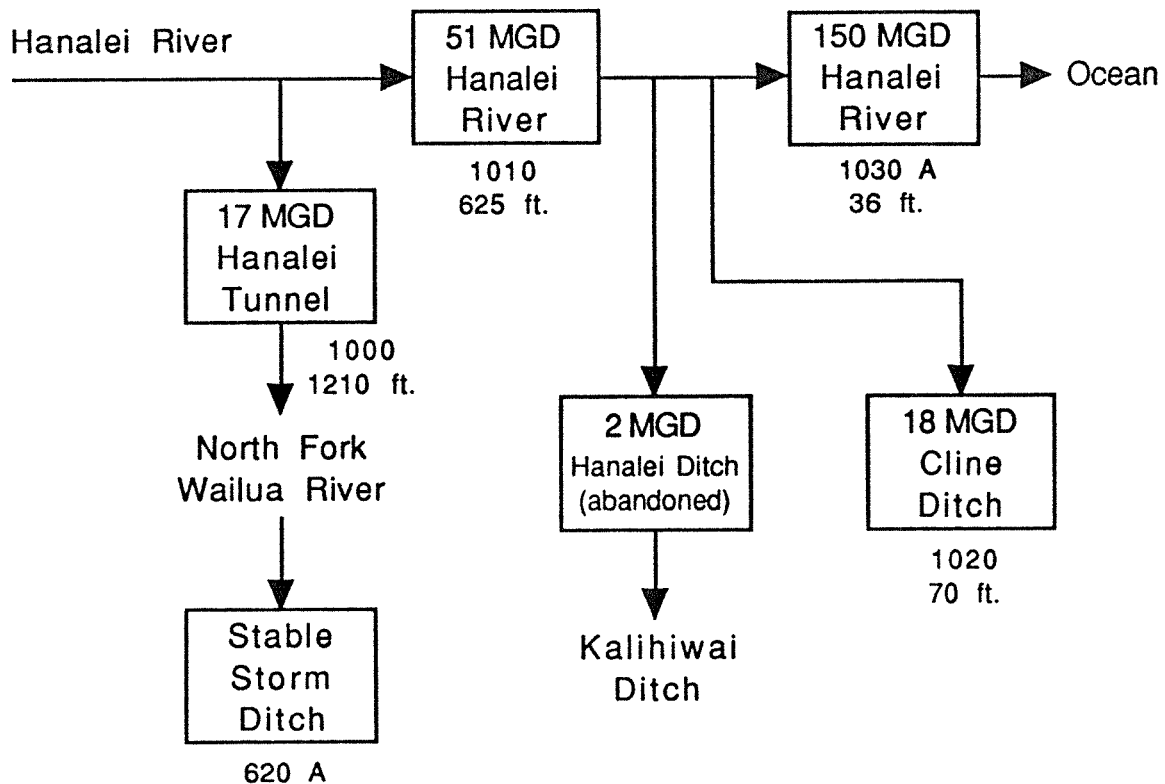 Hanalei River
51 MGD
Hanalei
River
1010
625 ft.
150 MGD
Hanalei
River
1030 A
36 ft.
Ocean
17 MGD
Hanalei
Tunnel
1000
1210 ft.
North Fork
Wailua River
Stable
Storm
Ditch
620 A
2 MGD
Hanalei Ditch
(abandoned)
Kalihiwai
Ditch
18 MGD
Cline
Ditch
1020
70 ft.